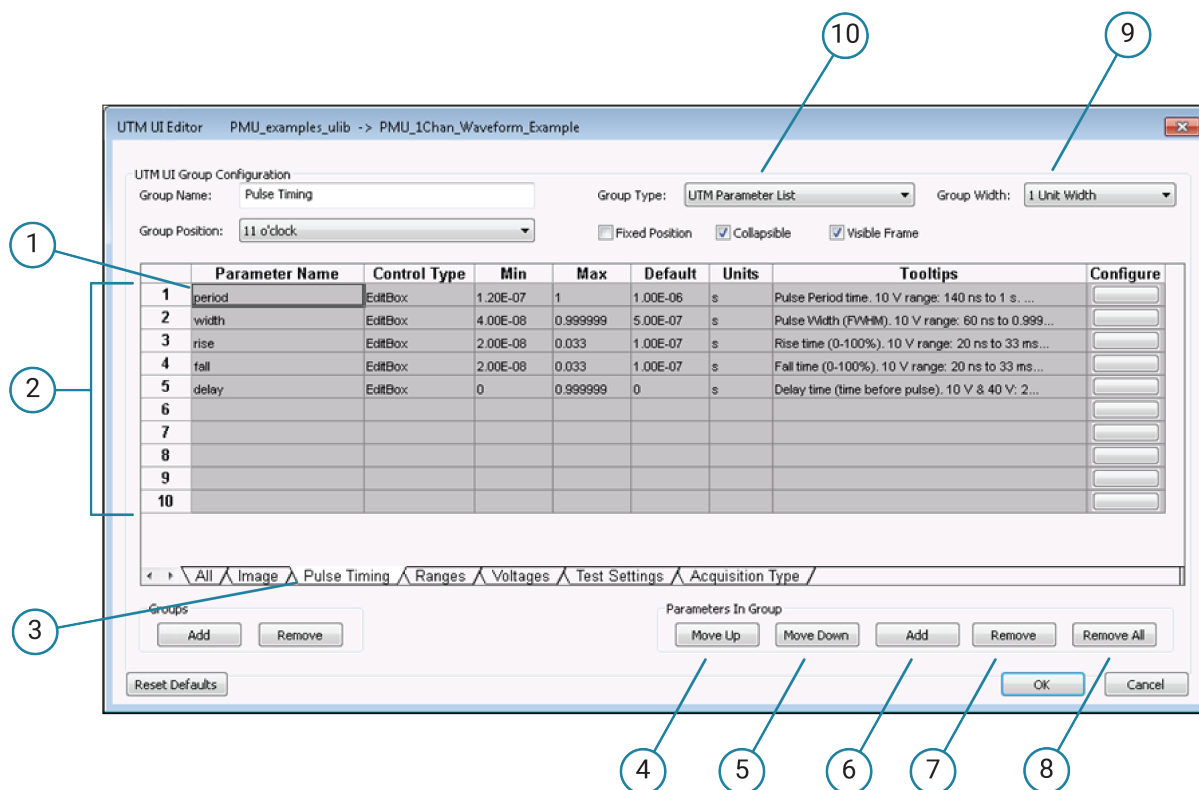 10
9
UTM UI Editor PMU_examples_ulib -> PMU_1Chan_Waveform_Example
UTM UI Group Configuration
Group Name: Pulse Timing Group Type: UTM Parameter List Group Width: 1 Unit Width
Group Position: 11 o'clock Fixed Position Collapsible Visible Frame
1
Parameter Name Control Type Min Max Default Units Tooltips Configure
1 period EditBox 1.20E-07 1 1.00E-06 s Pulse Period time. 10 V range: 140 ns to 1 s. ...
2 width EditBox 4.00E-08 0.999999 5.00E-07 s Pulse Width (FWHM). 10 V range: 60 ns to 0.999...
3 rise EditBox 2.00E-08 0.033 1.00E-07 s Rise time (0-100%). 10 V range: 20 ns to 33 ms...
4 fall EditBox 2.00E-08 0.033 1.00E-07 s Fall time (0-100%). 10 V range: 20 ns to 33 ms...
2
5 delay EditBox 0 0.999999 0 s Delay time (time before pulse). 10 V & 40 V: 2...
6
7
8
9
10
All Image Pulse Timing Ranges Voltages Test Settings Acquisition Type
3
Groups Parameters In Group
Add Remove Move Up Move Down Add Remove Remove All
Reset Defaults OK Cancel
4 5 6 7 8